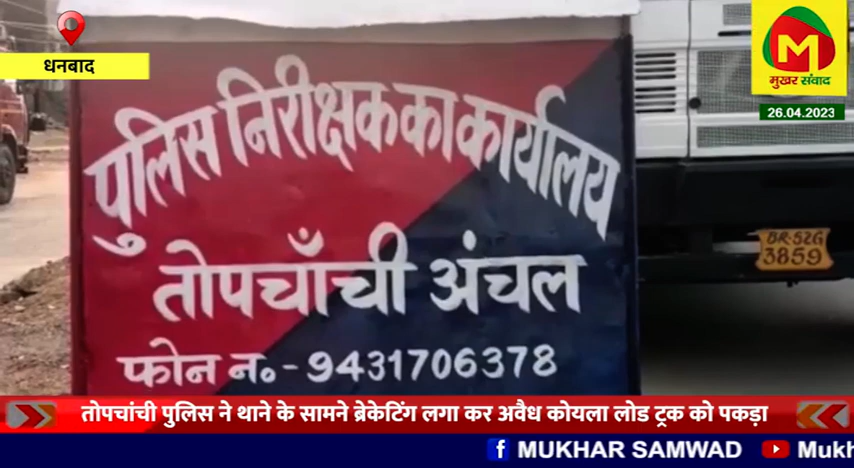 धनबाद
M
मुखर संवाद
26.04.2023
पुलिस निरीक्षक का कार्यालय
तोपचाँची अंचल
फोन न॰-9431706378
BR-52G
3859
तोपचांची पुलिस ने थाने के सामने ब्रेकेटिंग लगा कर अवैध कोयला लोड ट्रक को पकड़ा
f MUKHAR SAMWAD
Mukh